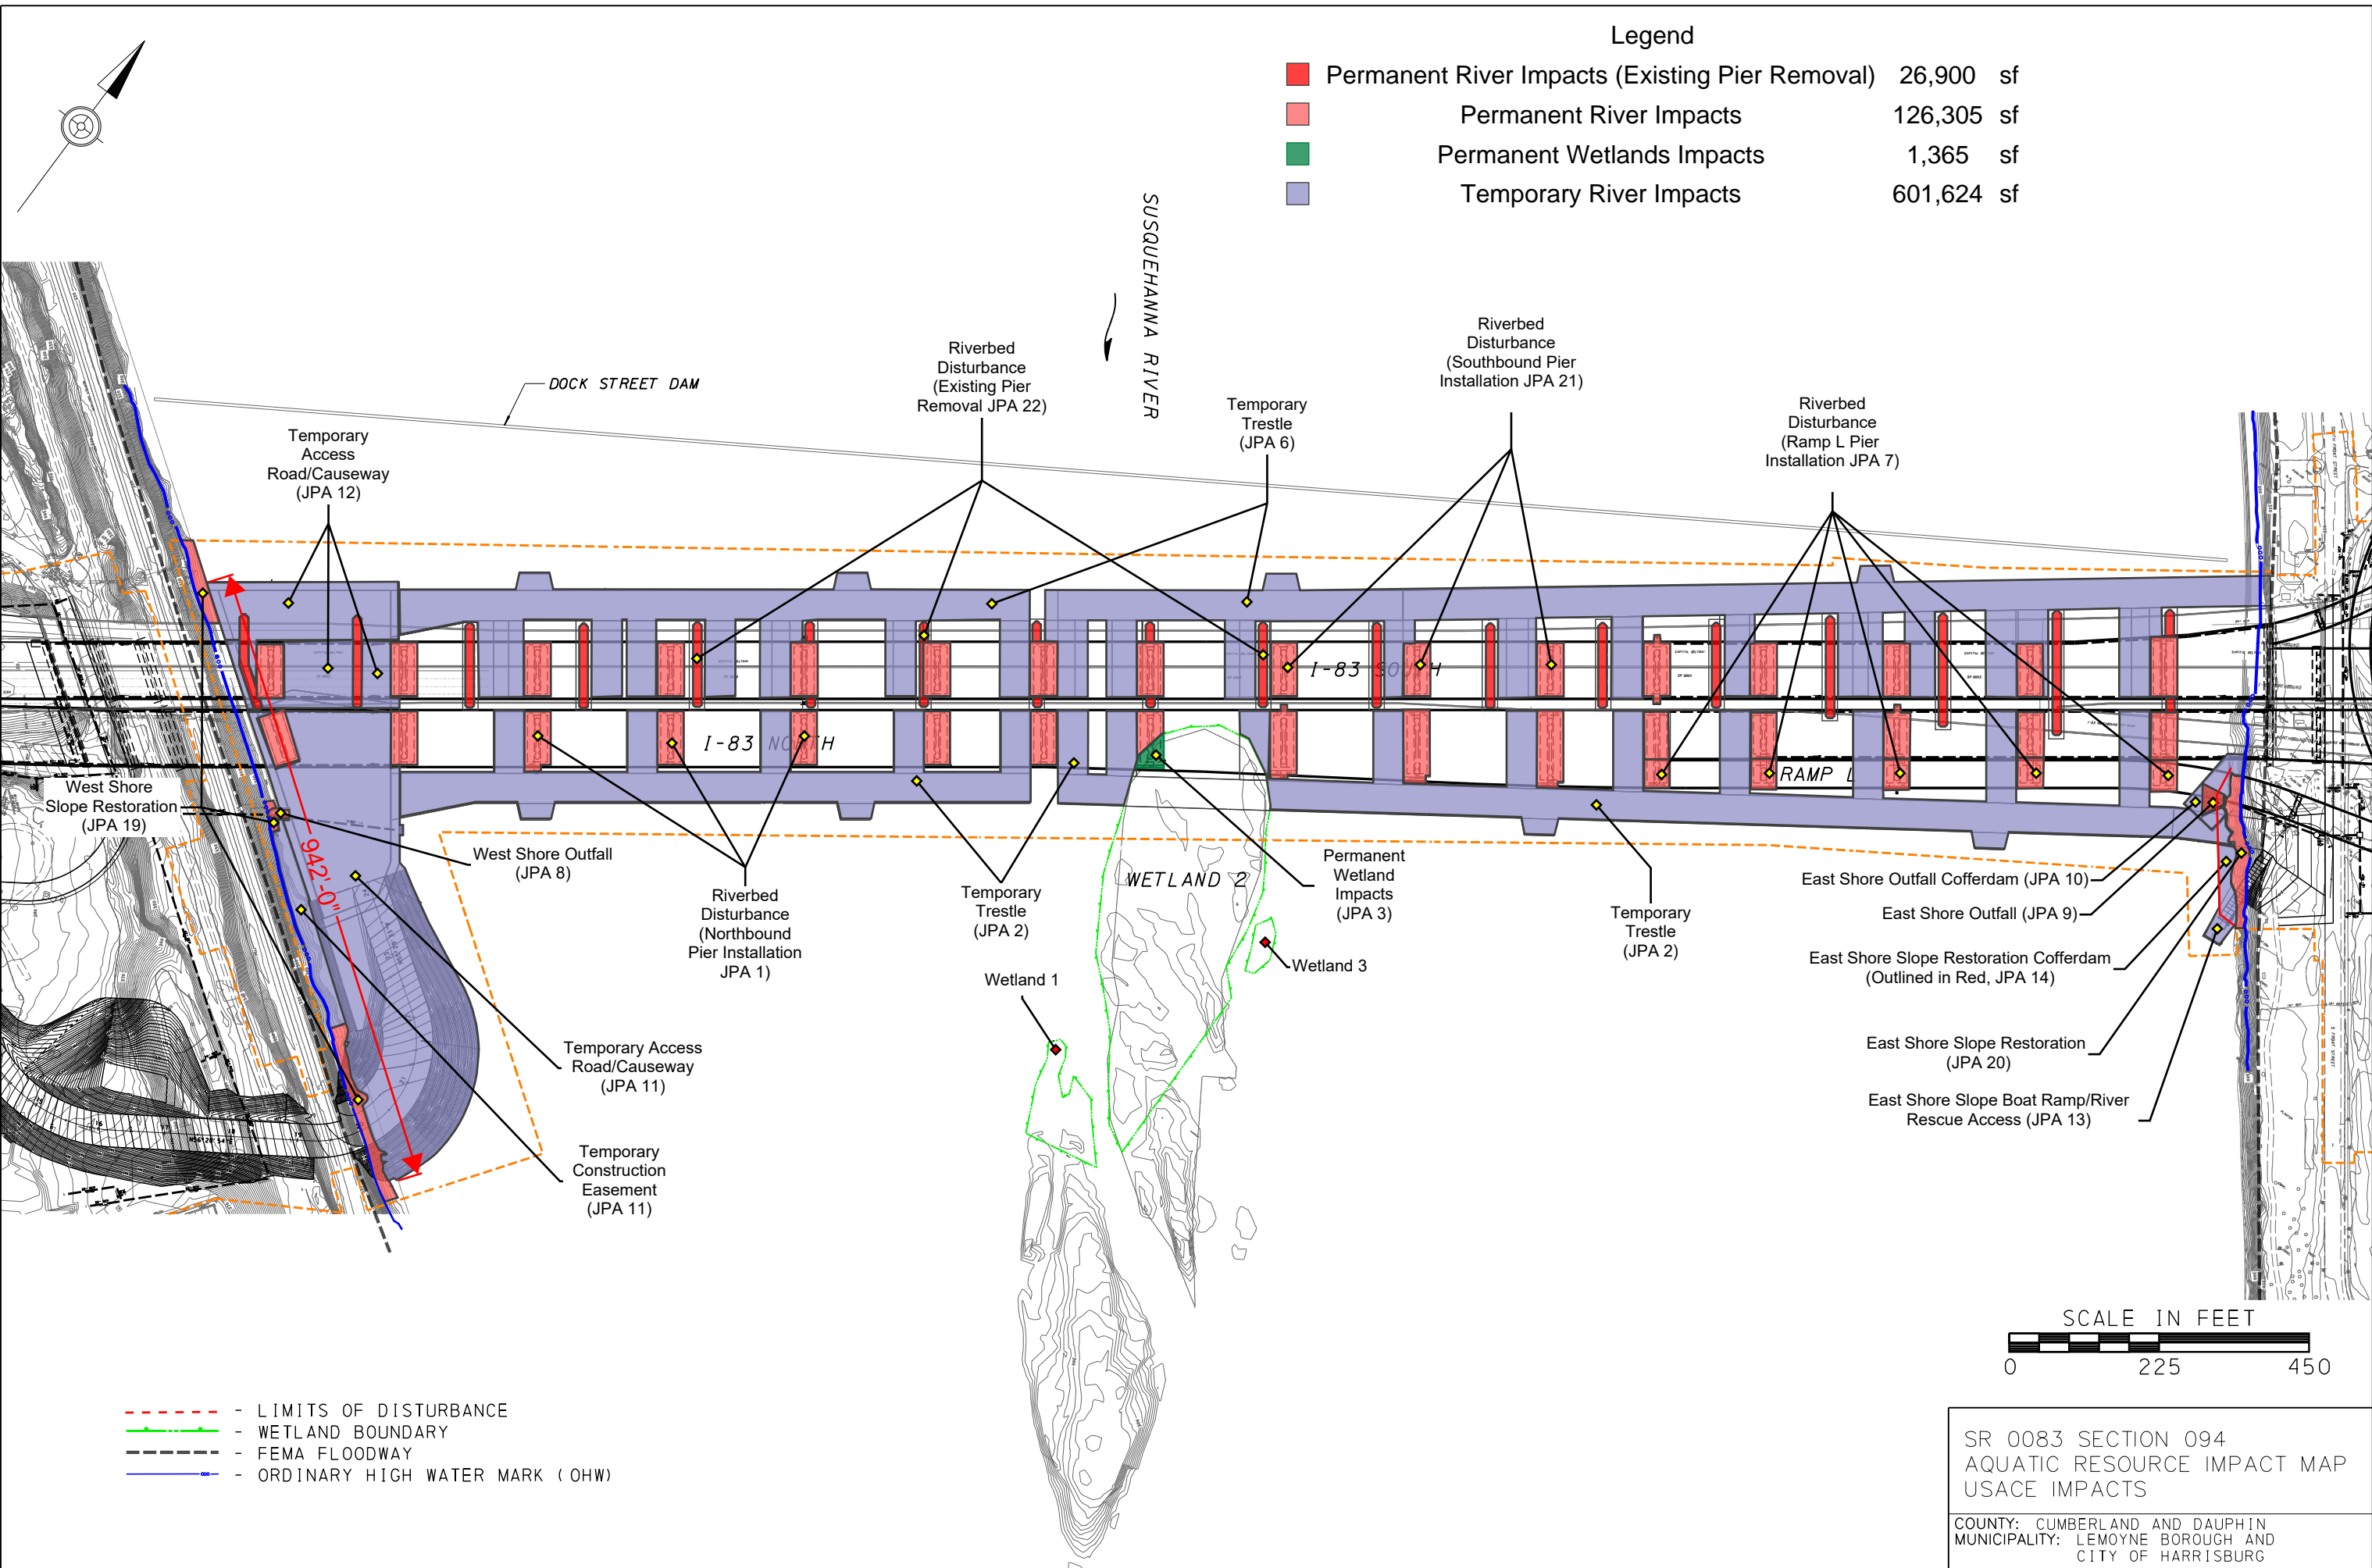 Legend
Permanent River Impacts (Existing Pier Removal) 26,900 sf
Permanent River Impacts 126,305 sf
Permanent Wetlands Impacts 1,365 sf
Temporary River Impacts 601,624 sf
SUSQUEHANNA RIVER
DOCK STREET DAM
Temporary
Access
Road/Causeway
(JPA 12)
Riverbed
Disturbance
(Existing Pier
Removal JPA 22)
Temporary
Trestle
(JPA 6)
Riverbed
Disturbance
(Southbound Pier
Installation JPA 21)
Riverbed
Disturbance
(Ramp L Pier
Installation JPA 7)
I-83 SOUTH
I-83 NORTH
RAMP L
West Shore
Slope Restoration
(JPA 19)
942'-0"
West Shore Outfall
(JPA 8)
Riverbed
Disturbance
(Northbound
Pier Installation
JPA 1)
Temporary
Trestle
(JPA 2)
WETLAND 2
Permanent
Wetland
Impacts
(JPA 3)
Temporary
Trestle
(JPA 2)
East Shore Outfall Cofferdam (JPA 10)
East Shore Outfall (JPA 9)
East Shore Slope Restoration Cofferdam
(Outlined in Red, JPA 14)
East Shore Slope Restoration
(JPA 20)
East Shore Slope Boat Ramp/River
Rescue Access (JPA 13)
Wetland 3
Wetland 1
Temporary Access
Road/Causeway
(JPA 11)
Temporary
Construction
Easement
(JPA 11)
SCALE IN FEET
0 225 450
- LIMITS OF DISTURBANCE
- WETLAND BOUNDARY
- FEMA FLOODWAY
- ORDINARY HIGH WATER MARK (OHW)
SR 0083 SECTION 094
AQUATIC RESOURCE IMPACT MAP
USACE IMPACTS
COUNTY: CUMBERLAND AND DAUPHIN
MUNICIPALITY: LEMOYNE BOROUGH AND
CITY OF HARRISBURG